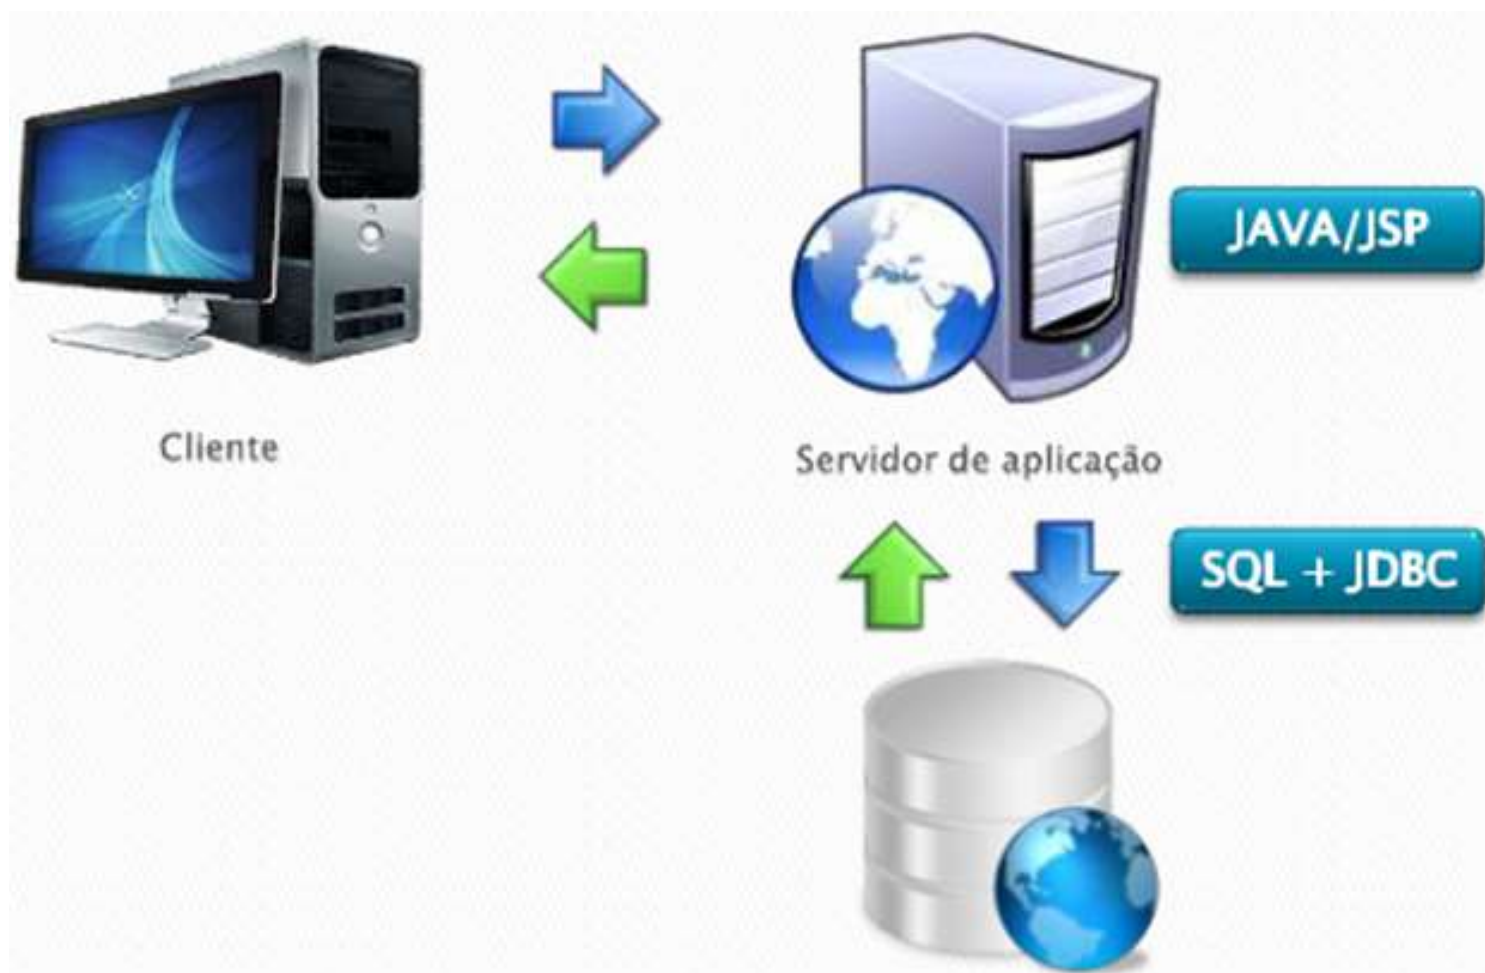 JAVA/JSP
Cliente
Servidor de aplicação
SQL + JDBC